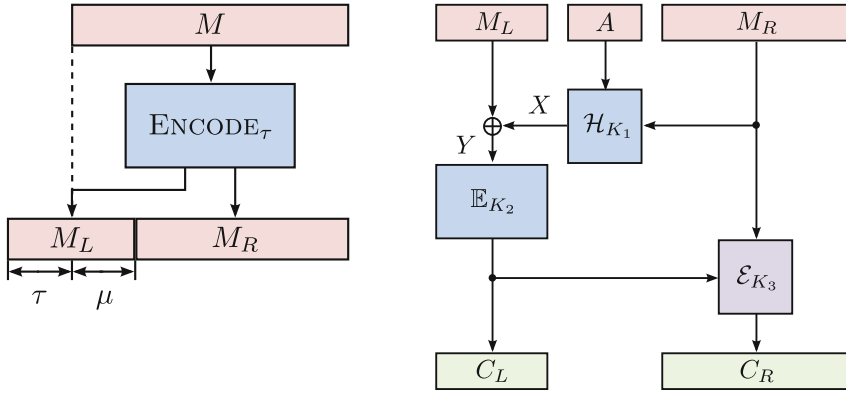 M
ENCODE_τ
M_L M_R
τ μ
M_L A M_R
X
ℋ_{K_1}
Y
𝔼_{K_2}
ℰ_{K_3}
C_L C_R